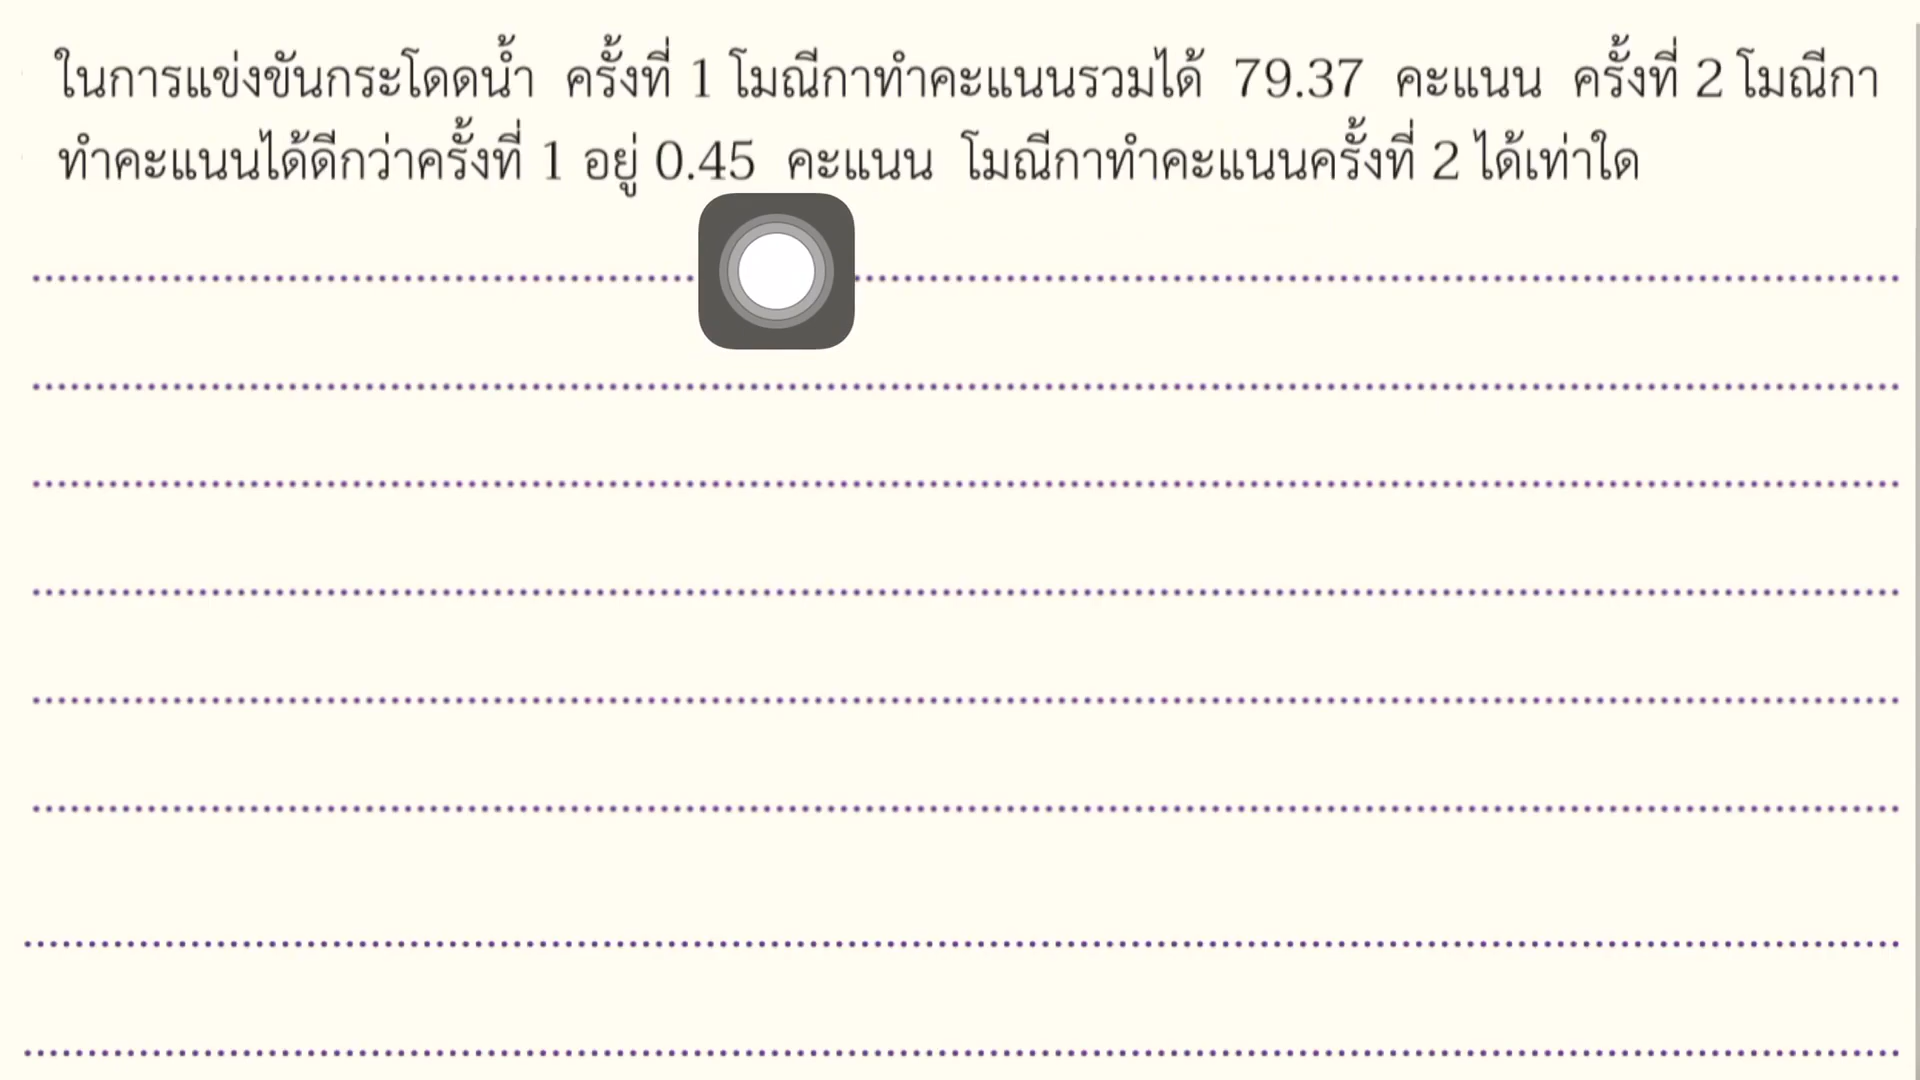 ในการแข่งขันกระโดดน้ำ ครั้งที่ 1 โมณีกาทำคะแนนรวมได้ 79.37 คะแนน ครั้งที่ 2 โมณีกา
ทำคะแนนได้ดีกว่าครั้งที่ 1 อยู่ 0.45 คะแนน โมณีกาทำคะแนนครั้งที่ 2 ได้เท่าใด